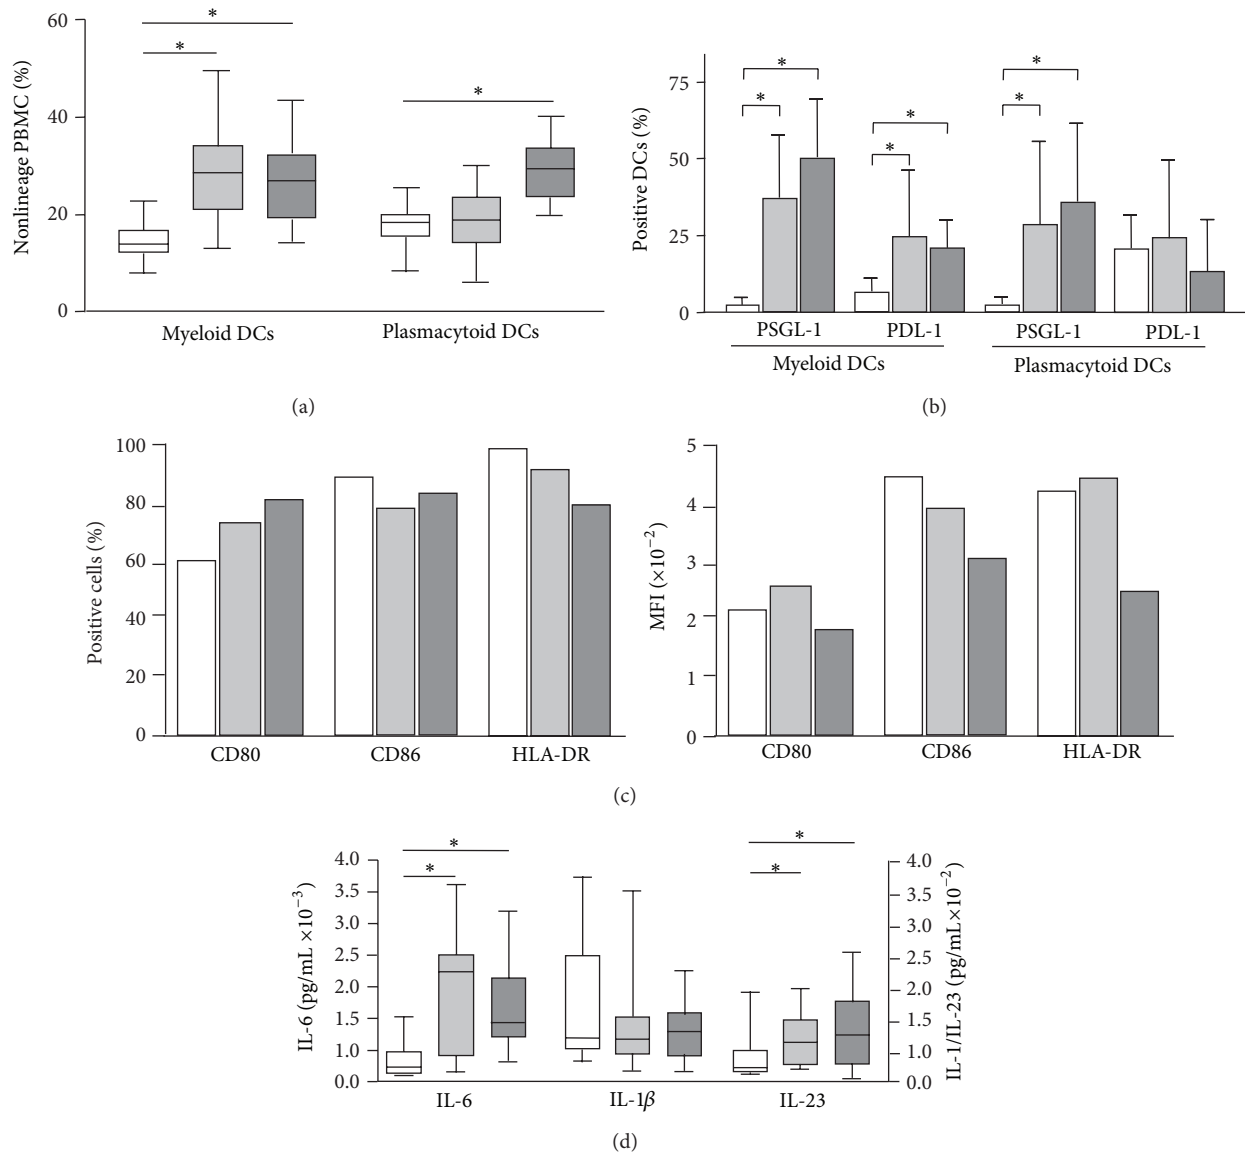 60
40
20
0
Nonlineage PBMC (%)
*
*
*
Myeloid DCs
Plasmacytoid DCs
(a)
75
50
25
0
Positive DCs (%)
*
*
*
*
*
*
PSGL-1
PDL-1
PSGL-1
PDL-1
Myeloid DCs
Plasmacytoid DCs
(b)
100
80
60
40
20
0
Positive cells (%)
CD80
CD86
HLA-DR
5
4
3
2
1
0
MFI (×10⁻²)
CD80
CD86
HLA-DR
(c)
4.0
3.5
3.0
2.5
2.0
1.5
1.0
0.0
IL-6 (pg/mL ×10⁻³)
*
*
*
*
IL-6
IL-1β
IL-23
4.0
3.5
3.0
2.5
2.0
1.5
1.0
0.0
IL-1/IL-23 (pg/mL×10⁻²)
(d)